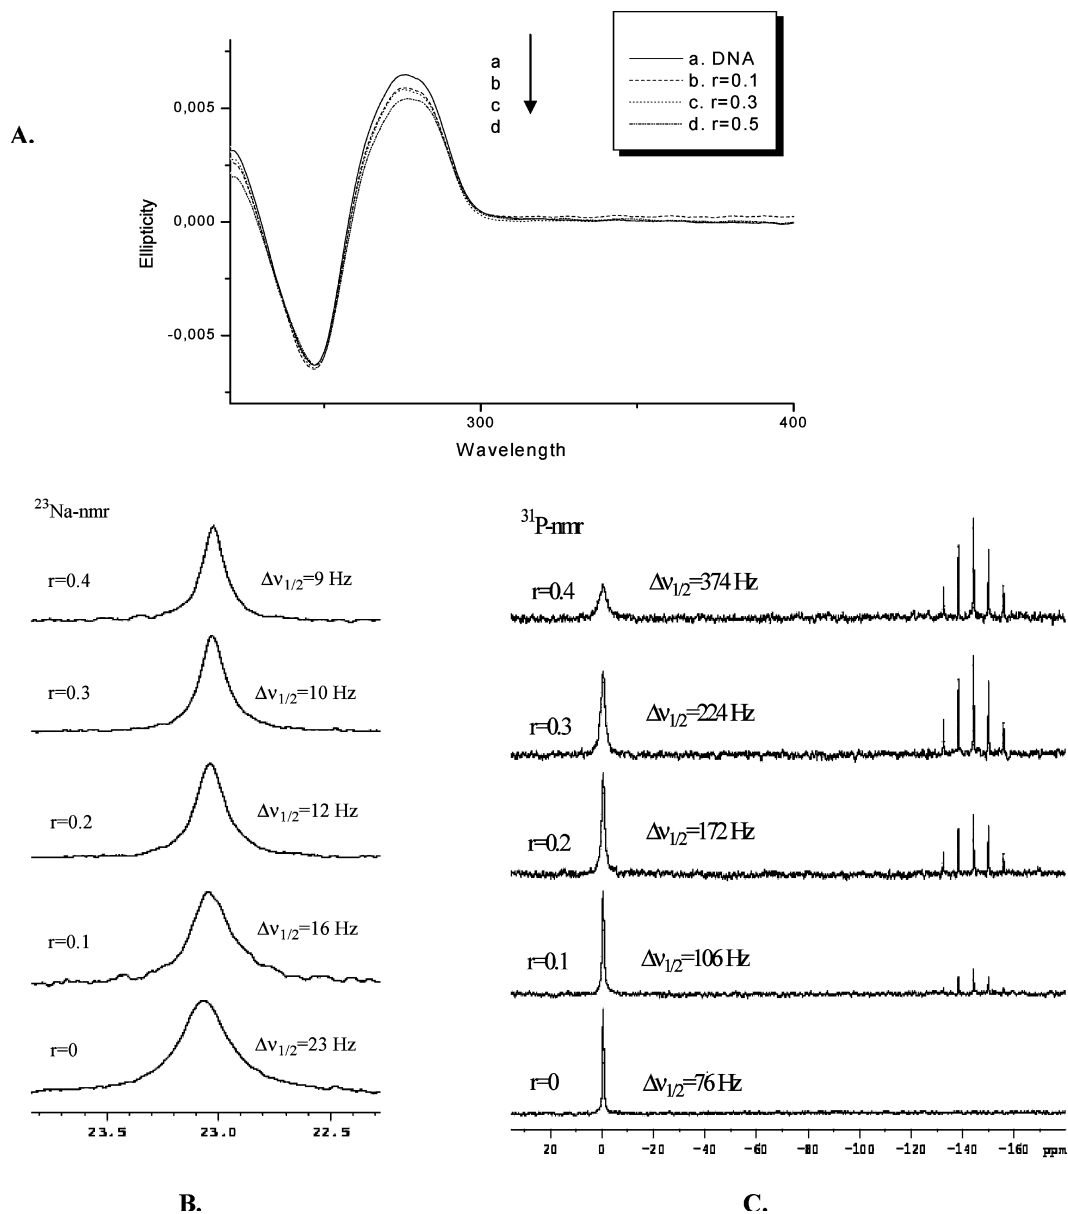 A.
Ellipticity
0,005
0,000
-0,005
300
400
Wavelength
a
b
c
d
a. DNA
b. r=0.1
c. r=0.3
d. r=0.5
²³Na-nmr
r=0.4
Δν₁/₂=9 Hz
r=0.3
Δν₁/₂=10 Hz
r=0.2
Δν₁/₂=12 Hz
r=0.1
Δν₁/₂=16 Hz
r=0
Δν₁/₂=23 Hz
23.5 23.0 22.5
B.
³¹P-nmr
r=0.4
Δν₁/₂=374 Hz
r=0.3
Δν₁/₂=224 Hz
r=0.2
Δν₁/₂=172 Hz
r=0.1
Δν₁/₂=106 Hz
r=0
Δν₁/₂=76 Hz
20 0 -20 -40 -60 -80 -100 -120 -140 -160 ppm
C.